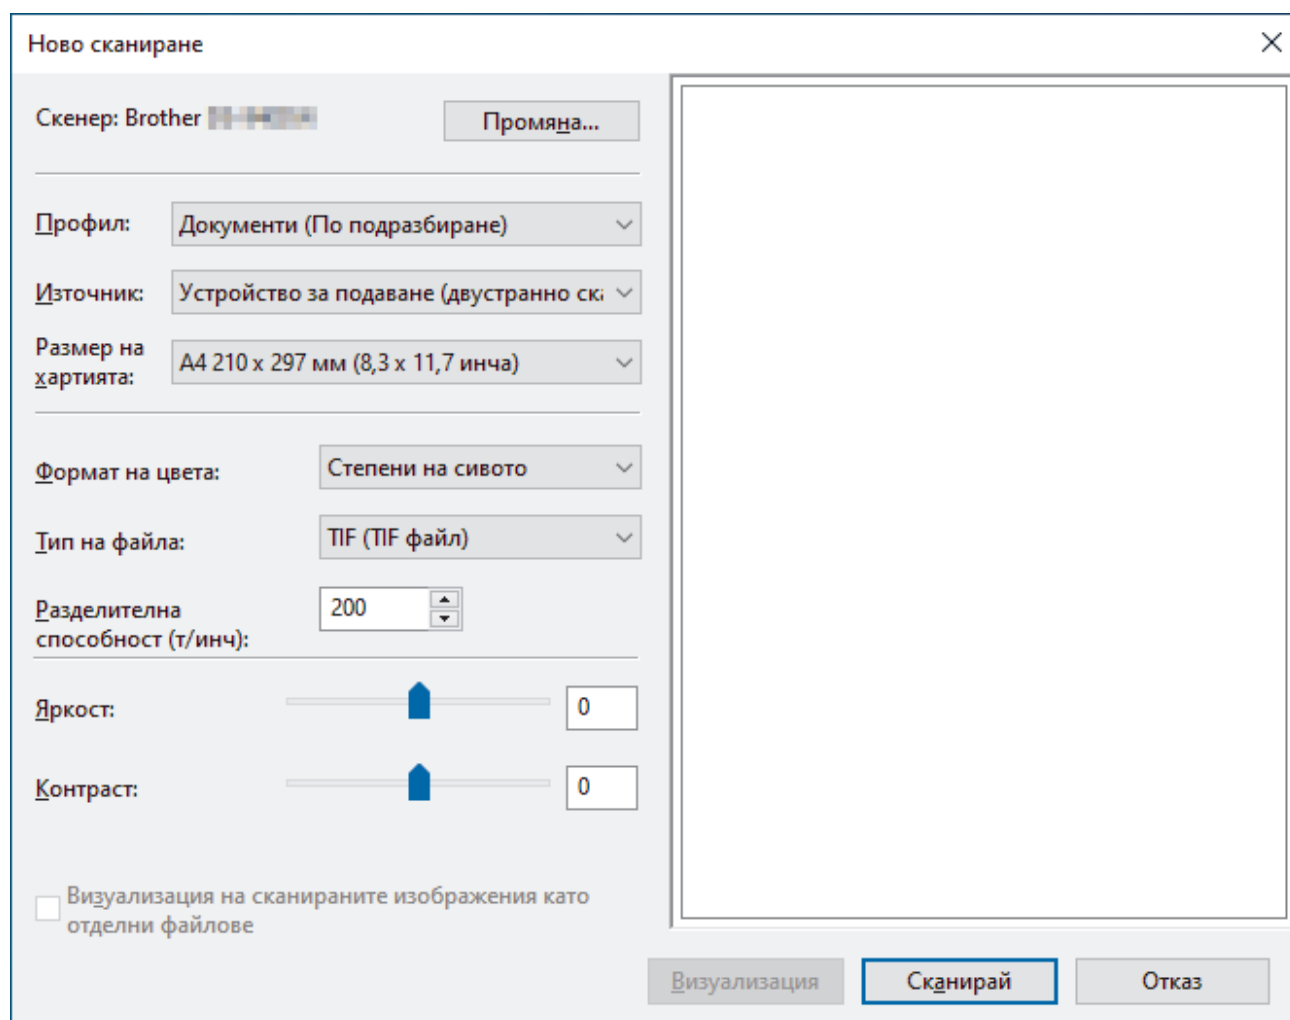 Ново сканиране
Скенер: Brother
Промяна...
Профил:
Документи (По подразбиране)
Източник:
Устройство за подаване (двустранно
Размер на
хартията:
A4 210 x 297 мм (8,3 x 11,7 инча)
Формат на цвета:
Степени на сивото
Тип на файла:
TIF (TIF файл)
Разделителна
способност (т/инч):
200
Яркост:
0
Контраст:
0
Визуализация на сканираните изображения като
отделни файлове
Визуализация
Сканирай
Отказ